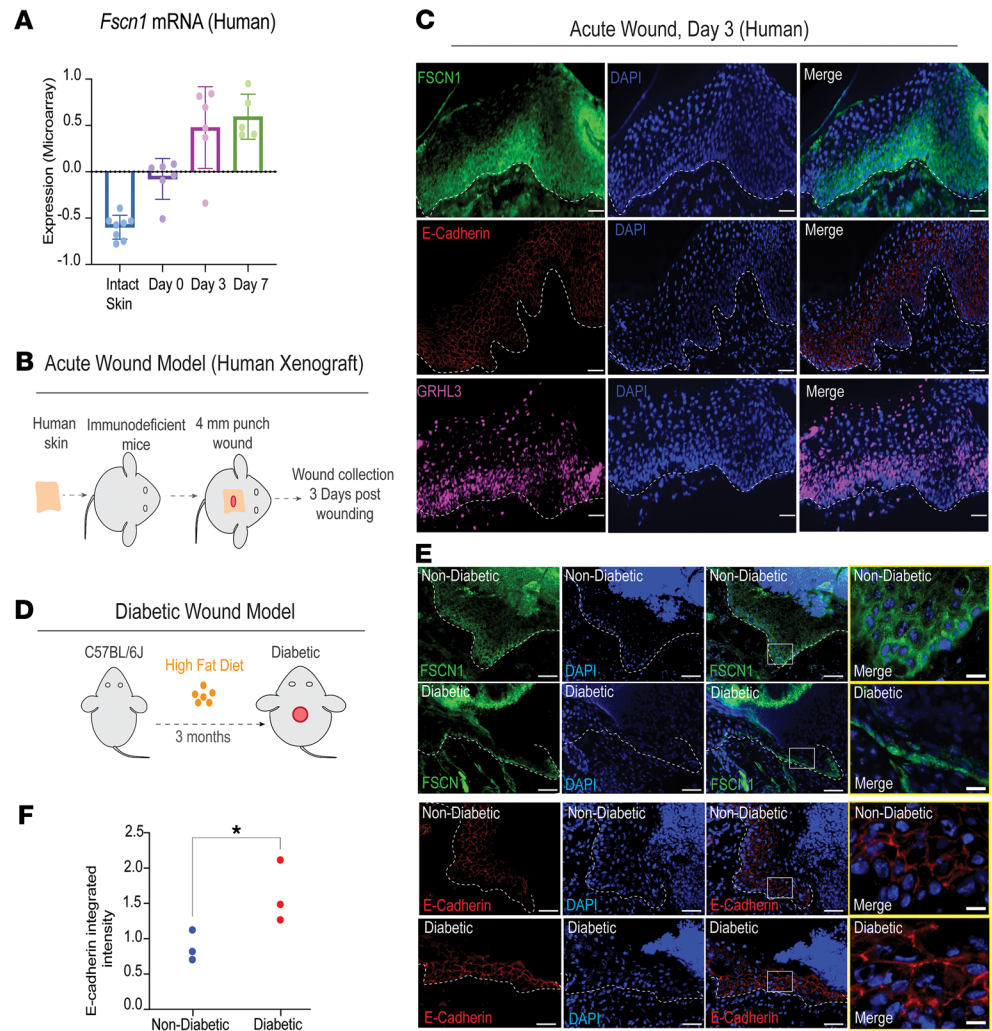 A
Fscn1 mRNA (Human)
Expression (Microarray)
1.0
0.5
0.0
-0.5
-1.0
Intact
Skin
Day 0
Day 3
Day 7
B
Acute Wound Model (Human Xenograft)
Human
skin
Immunodeficient
mice
4 mm punch
wound
Wound collection
3 Days post
wounding
C
Acute Wound, Day 3 (Human)
FSCN1
DAPI
Merge
E-Cadherin
DAPI
Merge
GRHL3
DAPI
Merge
D
Diabetic Wound Model
C57BL/6J
High Fat Diet
Diabetic
3 months
E
Non-Diabetic
FSCN1
Non-Diabetic
DAPI
Non-Diabetic
FSCN1
Non-Diabetic
Merge
Diabetic
FSCN1
Diabetic
DAPI
Diabetic
FSCN1
Diabetic
Merge
Non-Diabetic
E-Cadherin
Non-Diabetic
DAPI
Non-Diabetic
E-Cadherin
Non-Diabetic
Merge
Diabetic
E-Cadherin
Diabetic
DAPI
Diabetic
E-Cadherin
Diabetic
Merge
F
E-cadherin integrated
intensity
2.5
2.0
1.5
1.0
0.5
0.0
*
Non-Diabetic
Diabetic